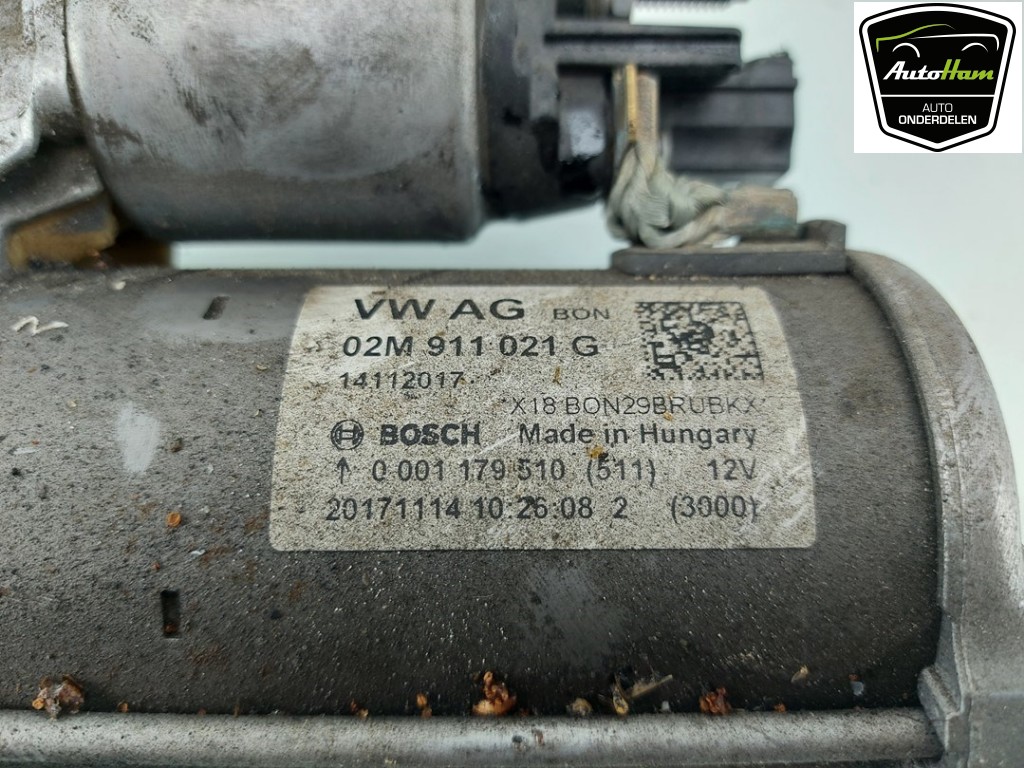 AutoHam
AUTO
ONDERDELEN
VW AG BON
02M 911 021 G
14112017
*X18 BON29BRUBKX*
BOSCH Made in Hungary
↑ 0 001 179 510 (511) 12V
20171114 10:26:08 2 (3000)